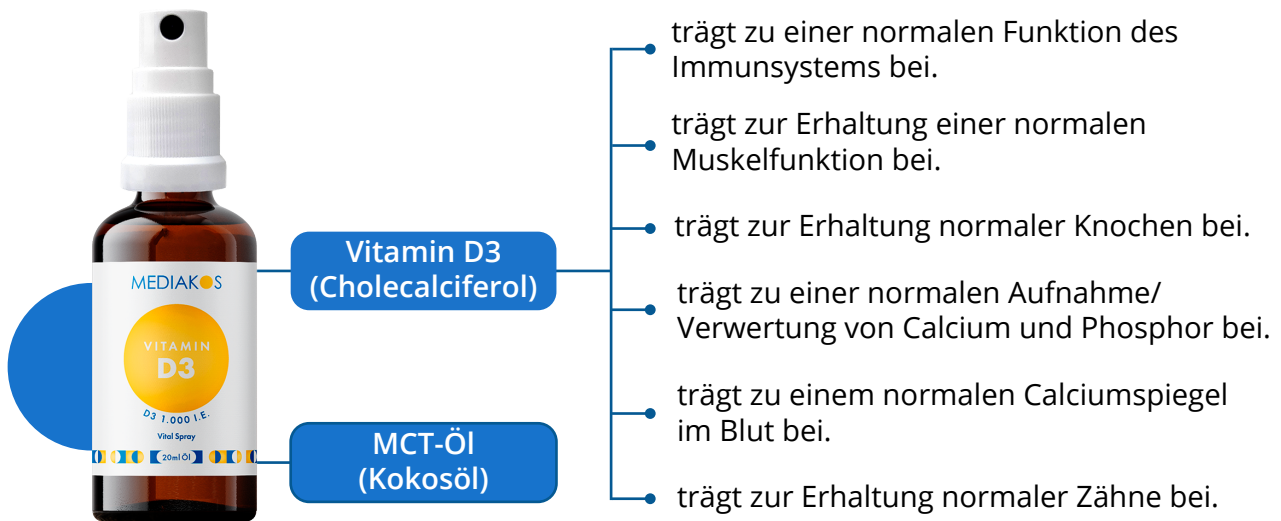 MEDIAKOS
VITAMIN
D3
D3 1.000 I.E.
Vital Spray
20ml Öl
Vitamin D3
(Cholecalciferol)
MCT-Öl
(Kokosöl)
trägt zu einer normalen Funktion des
Immunsystems bei.
trägt zur Erhaltung einer normalen
Muskelfunktion bei.
trägt zur Erhaltung normaler Knochen bei.
trägt zu einer normalen Aufnahme/
Verwertung von Calcium und Phosphor bei.
trägt zu einem normalen Calciumspiegel
im Blut bei.
trägt zur Erhaltung normaler Zähne bei.